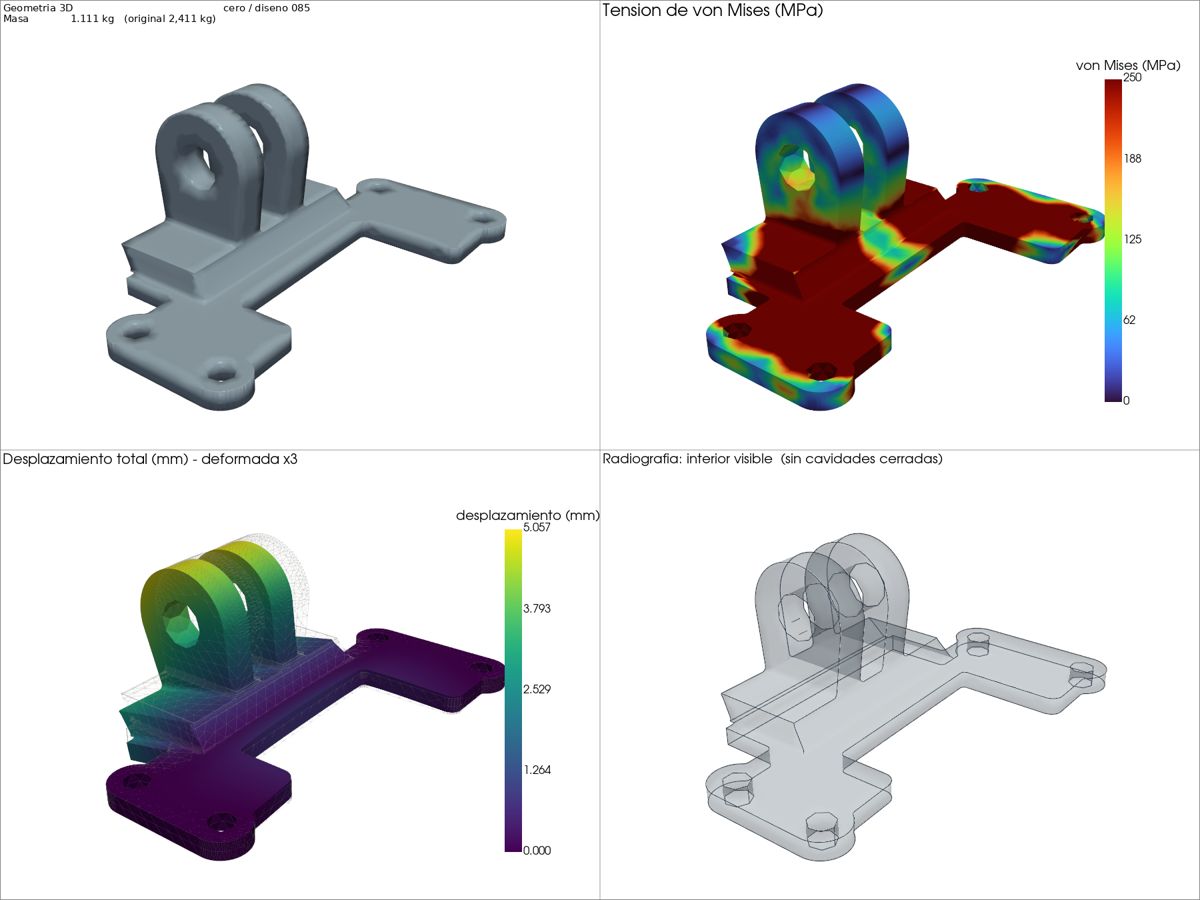 Geometria 3D cero / diseno 085
Masa 1.111 kg (original 2,411 kg)
Tension de von Mises (MPa)
von Mises (MPa)
250
188
125
62
0
Desplazamiento total (mm) - deformada x3
desplazamiento (mm)
5.057
3.793
2.529
1.264
0.000
Radiografia: interior visible (sin cavidades cerradas)